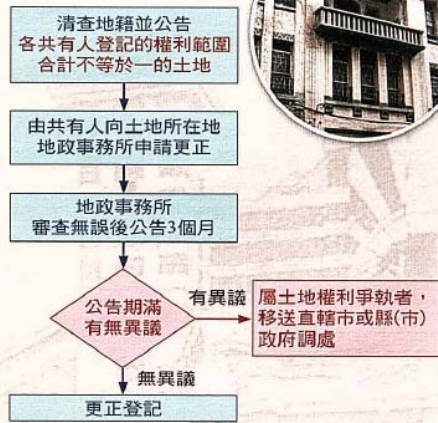 清查地籍並公告
各共有人登記的權利範圍
合計不等於一的土地
由共有人向土地所在地
地政事務所申請更正
地政事務所
審查無誤後公告3個月
公告期滿
有無異議
有異議
屬土地權利爭執者，
移送直轄市或縣(市)
政府調處
無異議
更正登記